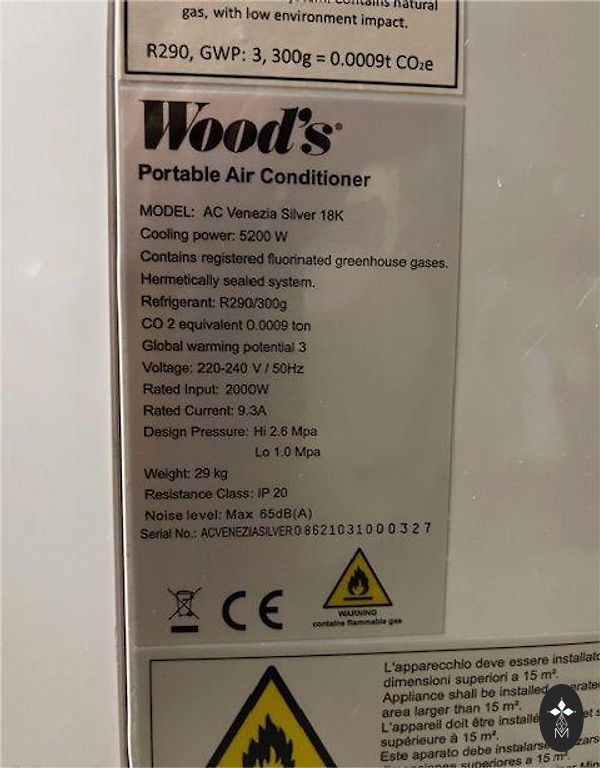 contains natural
gas, with low environment impact.
R290, GWP: 3, 300g = 0.0009t CO₂e
Wood's®
Portable Air Conditioner
MODEL: AC Venezia Silver 18K
Cooling power: 5200 W
Contains registered fluorinated greenhouse gases.
Hermetically sealed system.
Refrigerant: R290/300g
CO 2 equivalent 0.0009 ton
Global warming potential 3
Voltage: 220-240 V / 50Hz
Rated Input: 2000W
Rated Current: 9.3A
Design Pressure: Hi 2.6 Mpa
Lo 1.0 Mpa
Weight: 29 kg
Resistance Class: IP 20
Noise level: Max 65dB(A)
Serial No.: ACVENEZIASILVER08621031000327
CE
WARNING
contains flammable gas
L'apparecchio deve essere installato
dimensioni superiori a 15 m².
Appliance shall be installed,
area larger than 15 m².
L'appareil doit être installé
supérieure à 15 m².
Este aparato debe instalarse
superiores a 15 m².
M